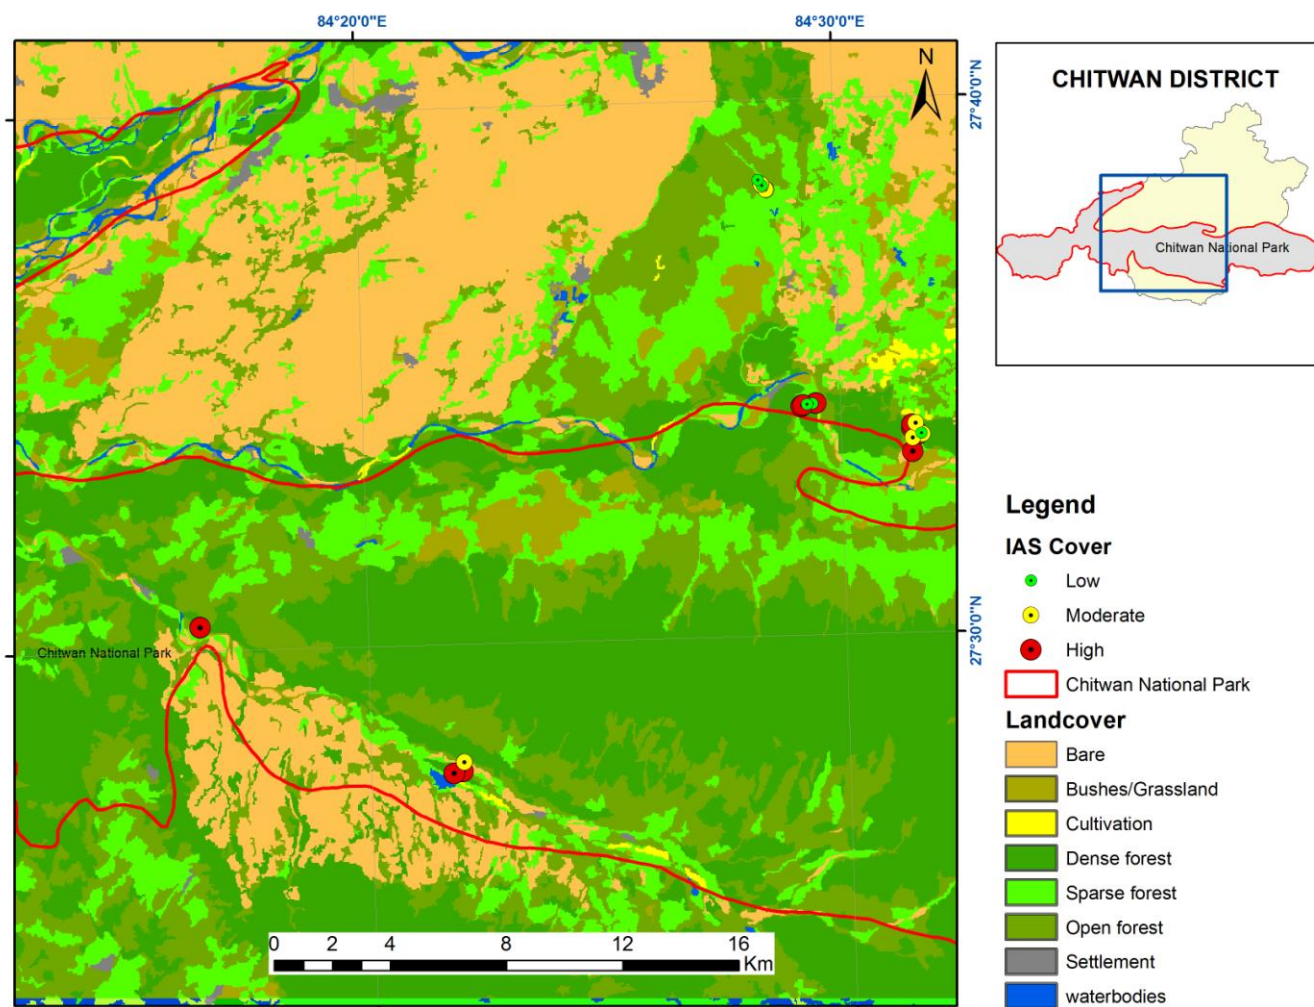 84°20'0"E
84°30'0"E
N
27°40'0"N
27°30'0"N
Chitwan National Park
0 2 4 8 12 16
Km
CHITWAN DISTRICT
Chitwan National Park
Legend
IAS Cover
Low
Moderate
High
Chitwan National Park
Landcover
Bare
Bushes/Grassland
Cultivation
Dense forest
Sparse forest
Open forest
Settlement
waterbodies